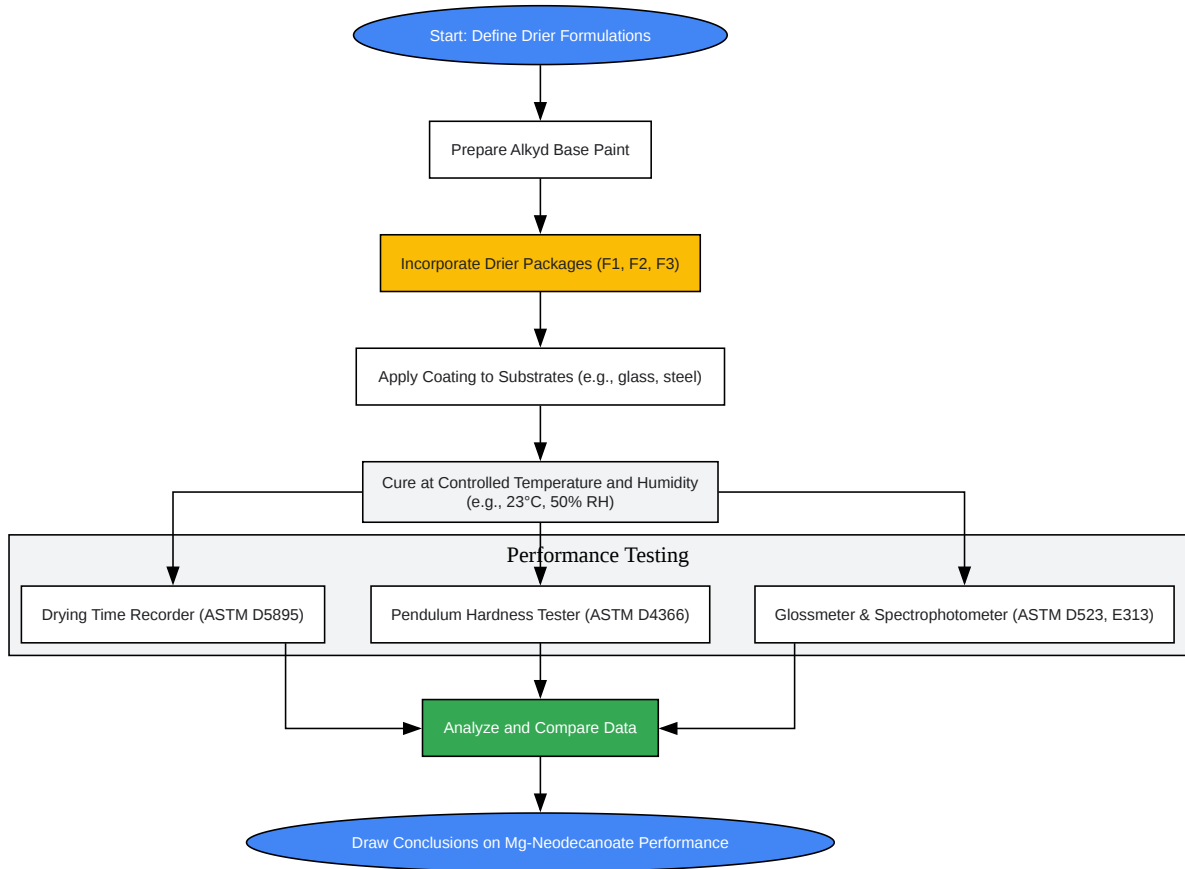 Start: Define Drier Formulations
Prepare Alkyd Base Paint
Incorporate Drier Packages (F1, F2, F3)
Apply Coating to Substrates (e.g., glass, steel)
Cure at Controlled Temperature and Humidity
(e.g., 23°C, 50% RH)
Performance Testing
Drying Time Recorder (ASTM D5895)
Pendulum Hardness Tester (ASTM D4366)
Glossmeter & Spectrophotometer (ASTM D523, E313)
Analyze and Compare Data
Draw Conclusions on Mg-Neodecanoate Performance